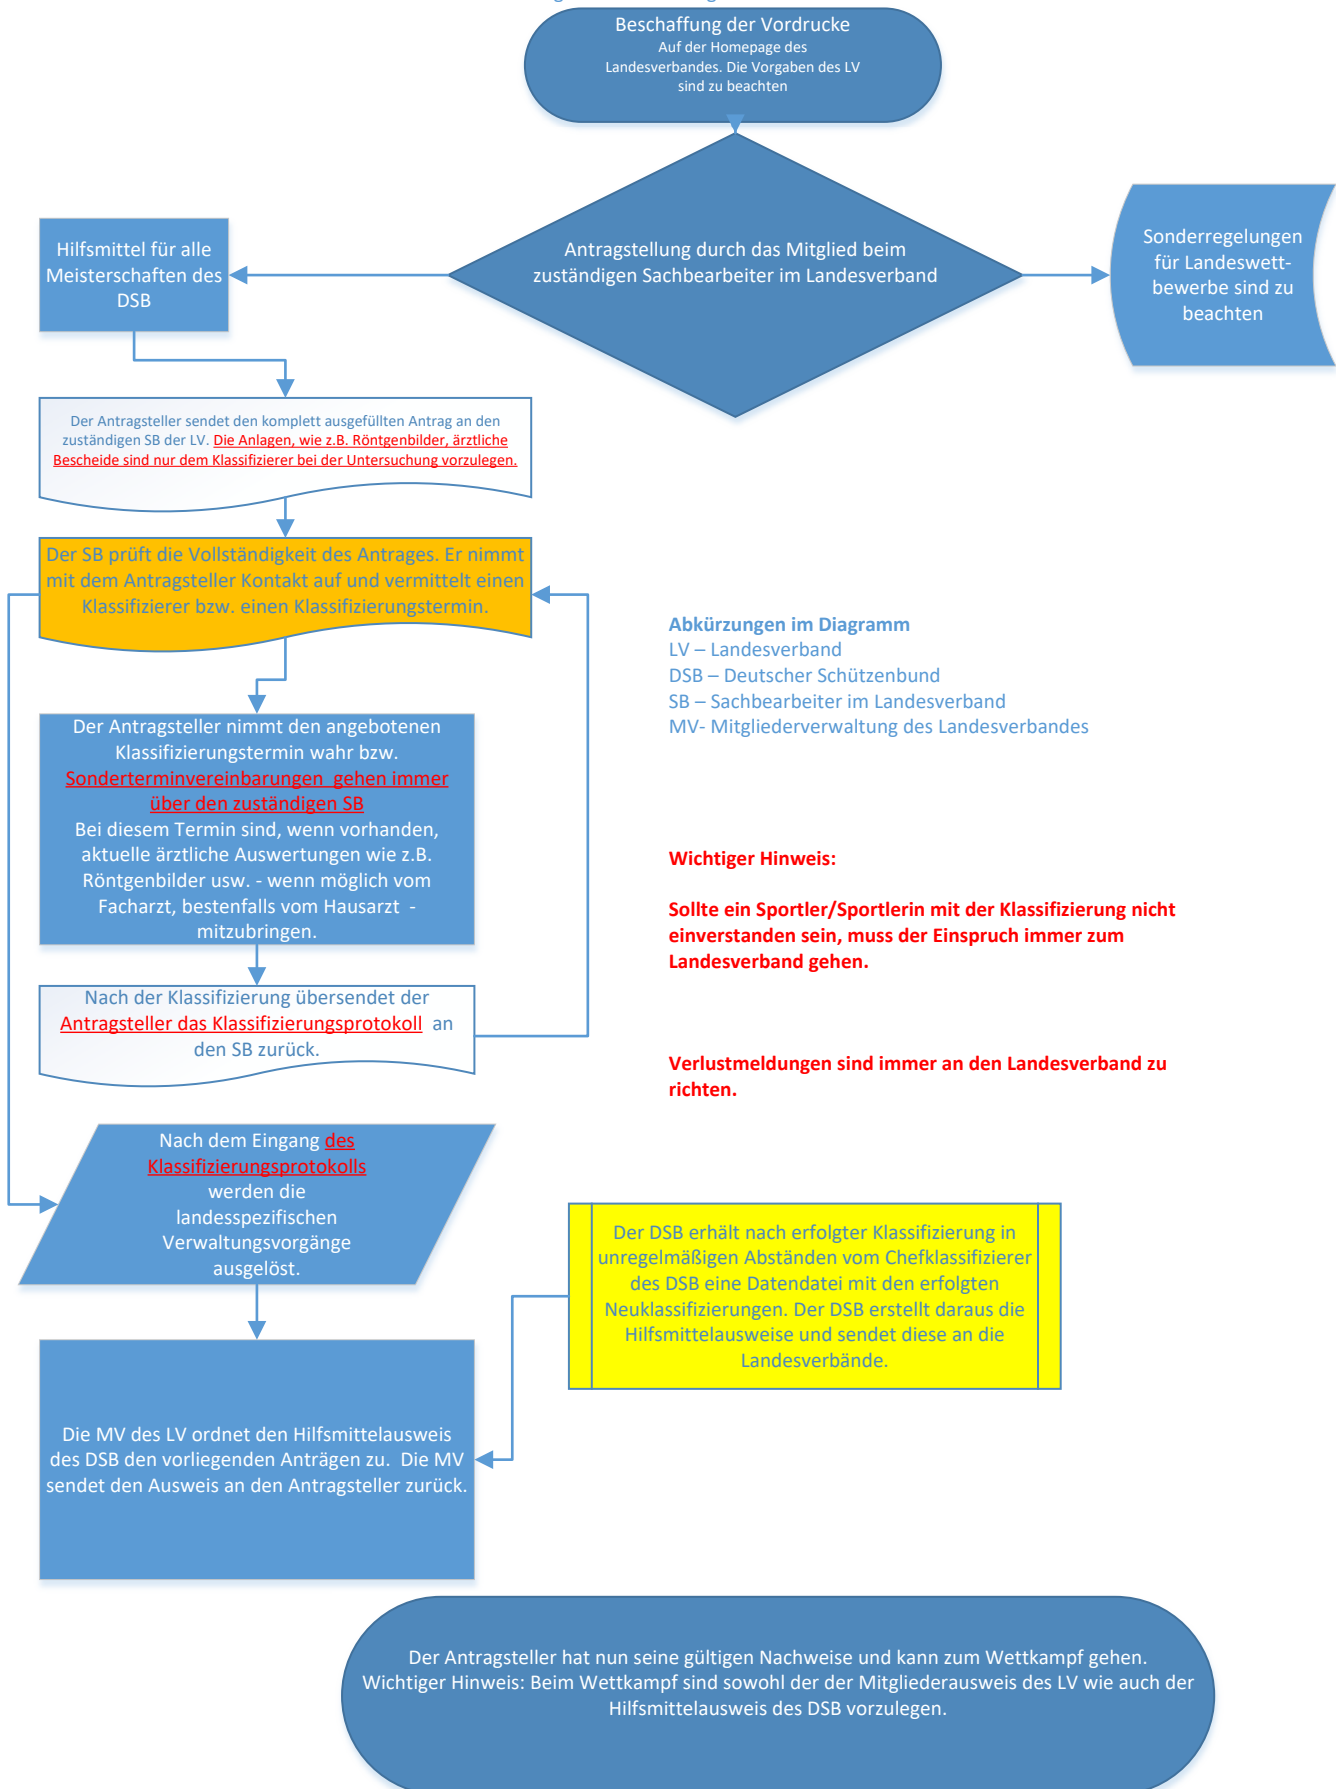 Beschaffung der Vordrucke
Auf der Homepage des
Landesverbandes. Die Vorgaben des LV
sind zu beachten
Antragstellung durch das Mitglied beim
zuständigen Sachbearbeiter im Landesverband
Hilfsmittel für alle
Meisterschaften des
DSB
Sonderregelungen
für Landeswett-
bewerbe sind zu
beachten
Der Antragsteller sendet den komplett ausgefüllten Antrag an den
zuständigen SB der LV. Die Anlagen, wie z.B. Röntgenbilder, ärztliche
Bescheide sind nur dem Klassifizierer bei der Untersuchung vorzulegen.
Der SB prüft die Vollständigkeit des Antrages. Er nimmt
mit dem Antragsteller Kontakt auf und vermittelt einen
Klassifizierer bzw. einen Klassifizierungstermin.
Abkürzungen im Diagramm
LV – Landesverband
DSB – Deutscher Schützenbund
SB – Sachbearbeiter im Landesverband
MV- Mitgliederverwaltung des Landesverbandes
Der Antragsteller nimmt den angebotenen
Klassifizierungstermin wahr bzw.
Sonderterminvereinbarungen gehen immer
über den zuständigen SB
Bei diesem Termin sind, wenn vorhanden,
aktuelle ärztliche Auswertungen wie z.B.
Röntgenbilder usw. - wenn möglich vom
Facharzt, bestenfalls vom Hausarzt -
mitzubringen.
Wichtiger Hinweis:
Sollte ein Sportler/Sportlerin mit der Klassifizierung nicht
einverstanden sein, muss der Einspruch immer zum
Landesverband gehen.
Nach der Klassifizierung übersendet der
Antragsteller das Klassifizierungsprotokoll an
den SB zurück.
Verlustmeldungen sind immer an den Landesverband zu
richten.
Nach dem Eingang des
Klassifizierungsprotokolls
werden die
landesspezifischen
Verwaltungsvorgänge
ausgelöst.
Der DSB erhält nach erfolgter Klassifizierung in
unregelmäßigen Abständen vom Chefklassifizierer
des DSB eine Datendatei mit den erfolgten
Neuklassifizierungen. Der DSB erstellt daraus die
Hilfsmittelausweise und sendet diese an die
Landesverbände.
Die MV des LV ordnet den Hilfsmittelausweis
des DSB den vorliegenden Anträgen zu. Die MV
sendet den Ausweis an den Antragsteller zurück.
Der Antragsteller hat nun seine gültigen Nachweise und kann zum Wettkampf gehen.
Wichtiger Hinweis: Beim Wettkampf sind sowohl der der Mitgliederausweis des LV wie auch der
Hilfsmittelausweis des DSB vorzulegen.